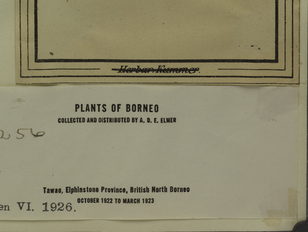 Herbar Kummer.
PLANTS OF BORNEO
COLLECTED AND DISTRIBUTED BY A. D. E. ELMER
256
Tawao, Elphinstone Province, British North Borneo
OCTOBER 1922 TO MARCH 1923
en VI. 1926.